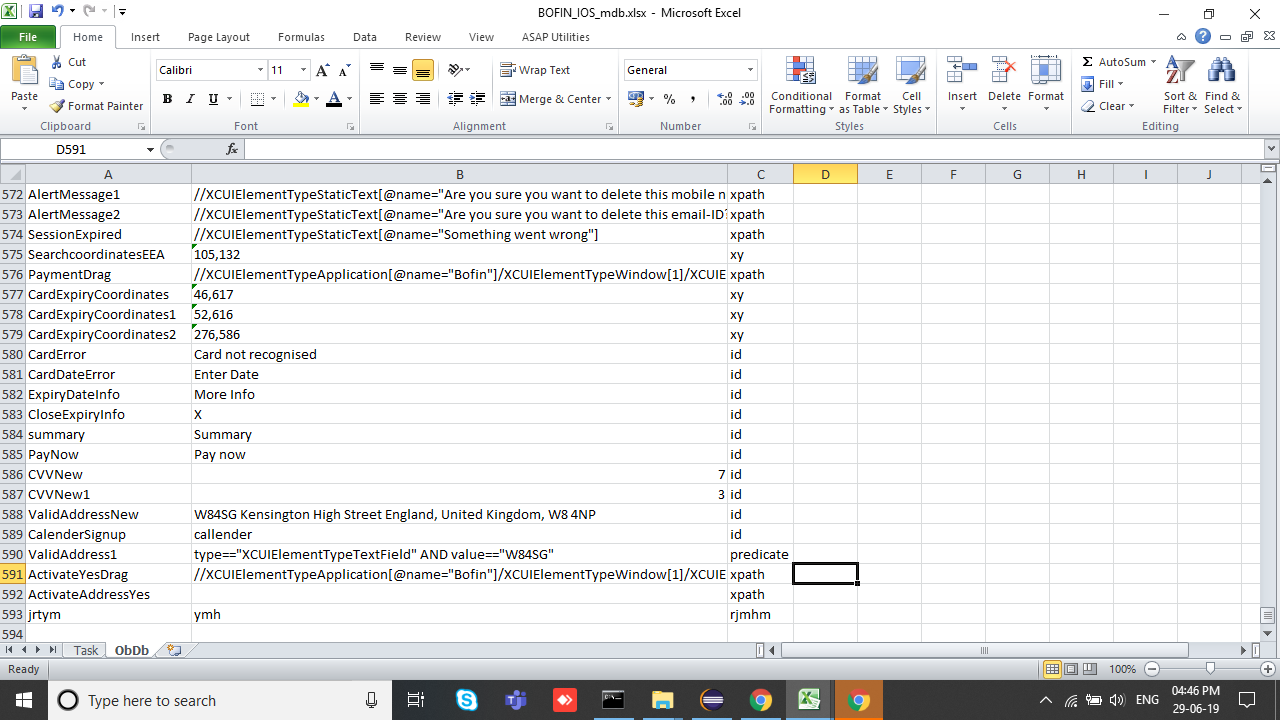 BOFIN_IOS_mdb.xlsx - Microsoft Excel
File Home Insert Page Layout Formulas Data Review View ASAP Utilities
Paste Cut Copy Format Painter
Calibri 11 A A
B I U A
Wrap Text
Merge & Center
General
% ,
Conditional Formatting Format as Table Cell Styles
Insert Delete Format
Σ AutoSum Fill Clear
Sort & Filter Find & Select
Clipboard Font Alignment Number Styles Cells Editing
D591 fx
A B C D E F G H I J
572 AlertMessage1 //XCUIElementTypeStaticText[@name="Are you sure you want to delete this mobile n xpath
573 AlertMessage2 //XCUIElementTypeStaticText[@name="Are you sure you want to delete this email-ID? xpath
574 SessionExpired //XCUIElementTypeStaticText[@name="Something went wrong"] xpath
575 SearchcoordinatesEEA 105,132 xy
576 PaymentDrag //XCUIElementTypeApplication[@name="Bofin"]/XCUIElementTypeWindow[1]/XCUIE xpath
577 CardExpiryCoordinates 46,617 xy
578 CardExpiryCoordinates1 52,616 xy
579 CardExpiryCoordinates2 276,586 xy
580 CardError Card not recognised id
581 CardDateError Enter Date id
582 ExpiryDateInfo More Info id
583 CloseExpiryInfo X id
584 summary Summary id
585 PayNow Pay now id
586 CVVNew 7 id
587 CVVNew1 3 id
588 ValidAddressNew W84SG Kensington High Street England, United Kingdom, W8 4NP id
589 CalenderSignup callender id
590 ValidAddress1 type=="XCUIElementTypeTextField" AND value=="W84SG" predicate
591 ActivateYesDrag //XCUIElementTypeApplication[@name="Bofin"]/XCUIElementTypeWindow[1]/XCUIE xpath
592 ActivateAddressYes xpath
593 jrtym ymh rjmhm
594
Task ObDb
Ready 100%
Type here to search
ENG
04:46 PM
29-06-19